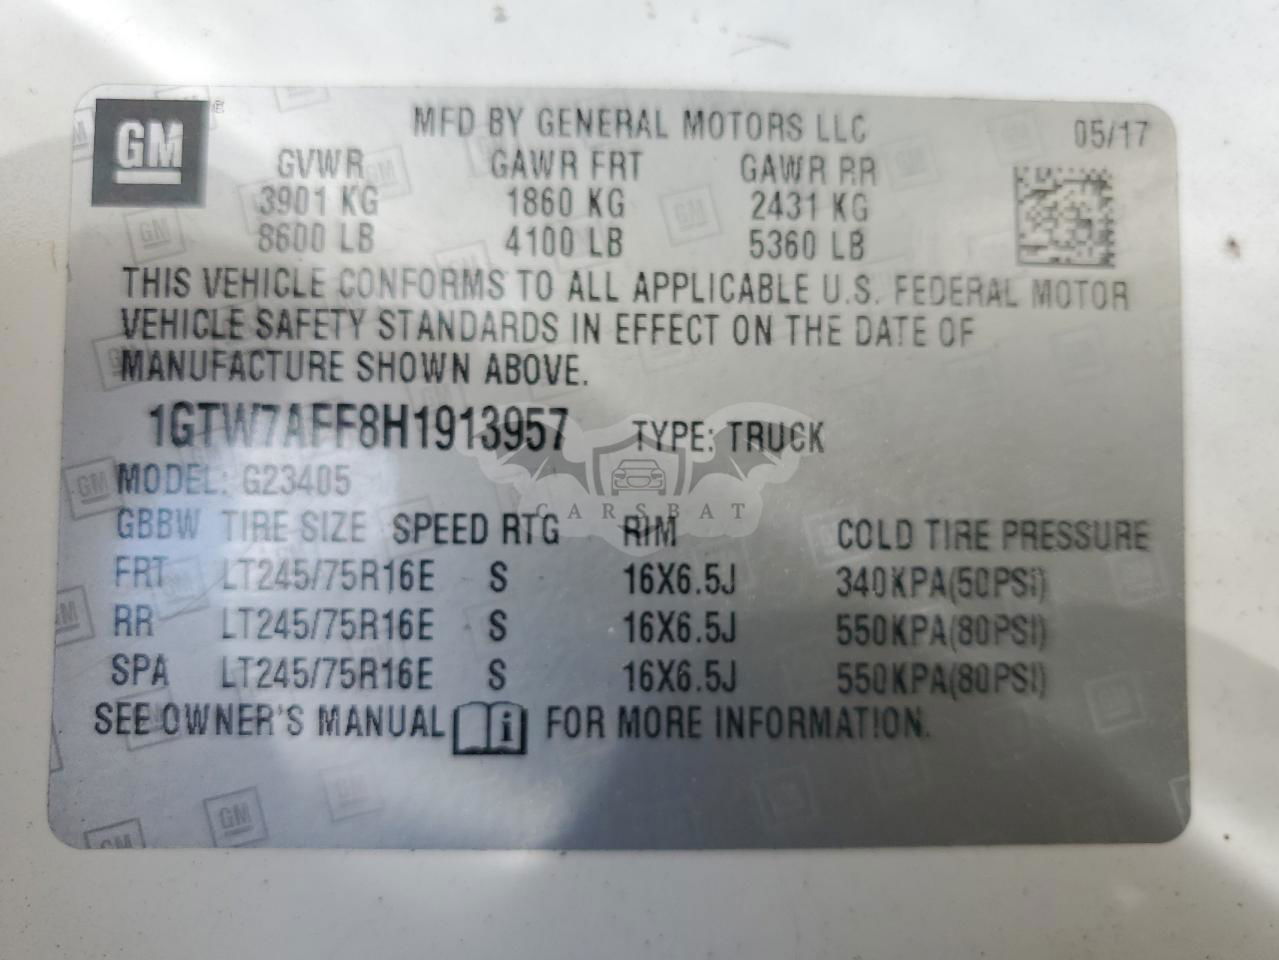 GM
MFD BY GENERAL MOTORS LLC 05/17
GVWR GAWR FRT GAWR RR
3901 KG 1860 KG 2431 KG
8600 LB 4100 LB 5360 LB
THIS VEHICLE CONFORMS TO ALL APPLICABLE U.S. FEDERAL MOTOR
VEHICLE SAFETY STANDARDS IN EFFECT ON THE DATE OF
MANUFACTURE SHOWN ABOVE.
1GTW7AFF8H1913957 TYPE: TRUCK
MODEL: G23405
CARSBAT
GBBW TIRE SIZE SPEED RTG RIM COLD TIRE PRESSURE
FRT LT245/75R16E S 16X6.5J 340KPA(50PSI)
RR LT245/75R16E S 16X6.5J 550KPA(80PSI)
SPA LT245/75R16E S 16X6.5J 550KPA(80PSI)
SEE OWNER'S MANUAL i FOR MORE INFORMATION.